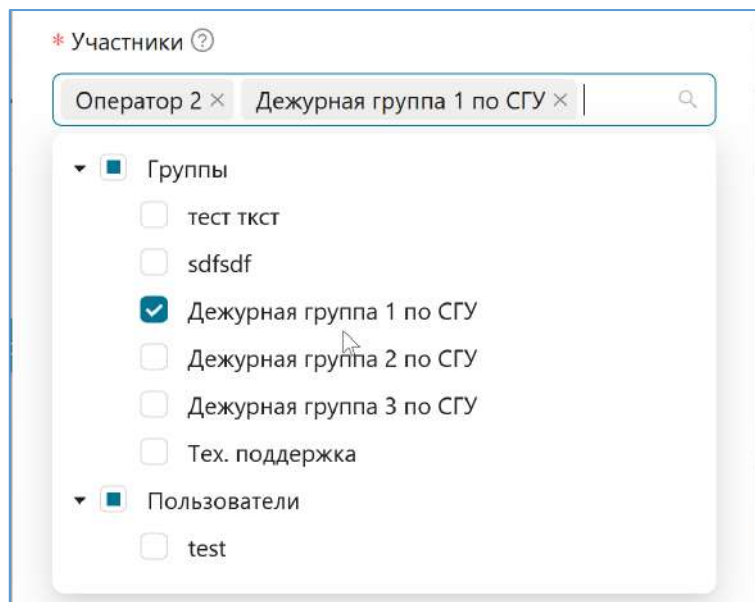 * Участники ?
Оператор 2 × Дежурная группа 1 по СГУ ×
Группы
тест ткст
sdfsdf
Дежурная группа 1 по СГУ
Дежурная группа 2 по СГУ
Дежурная группа 3 по СГУ
Тех. поддержка
Пользователи
test